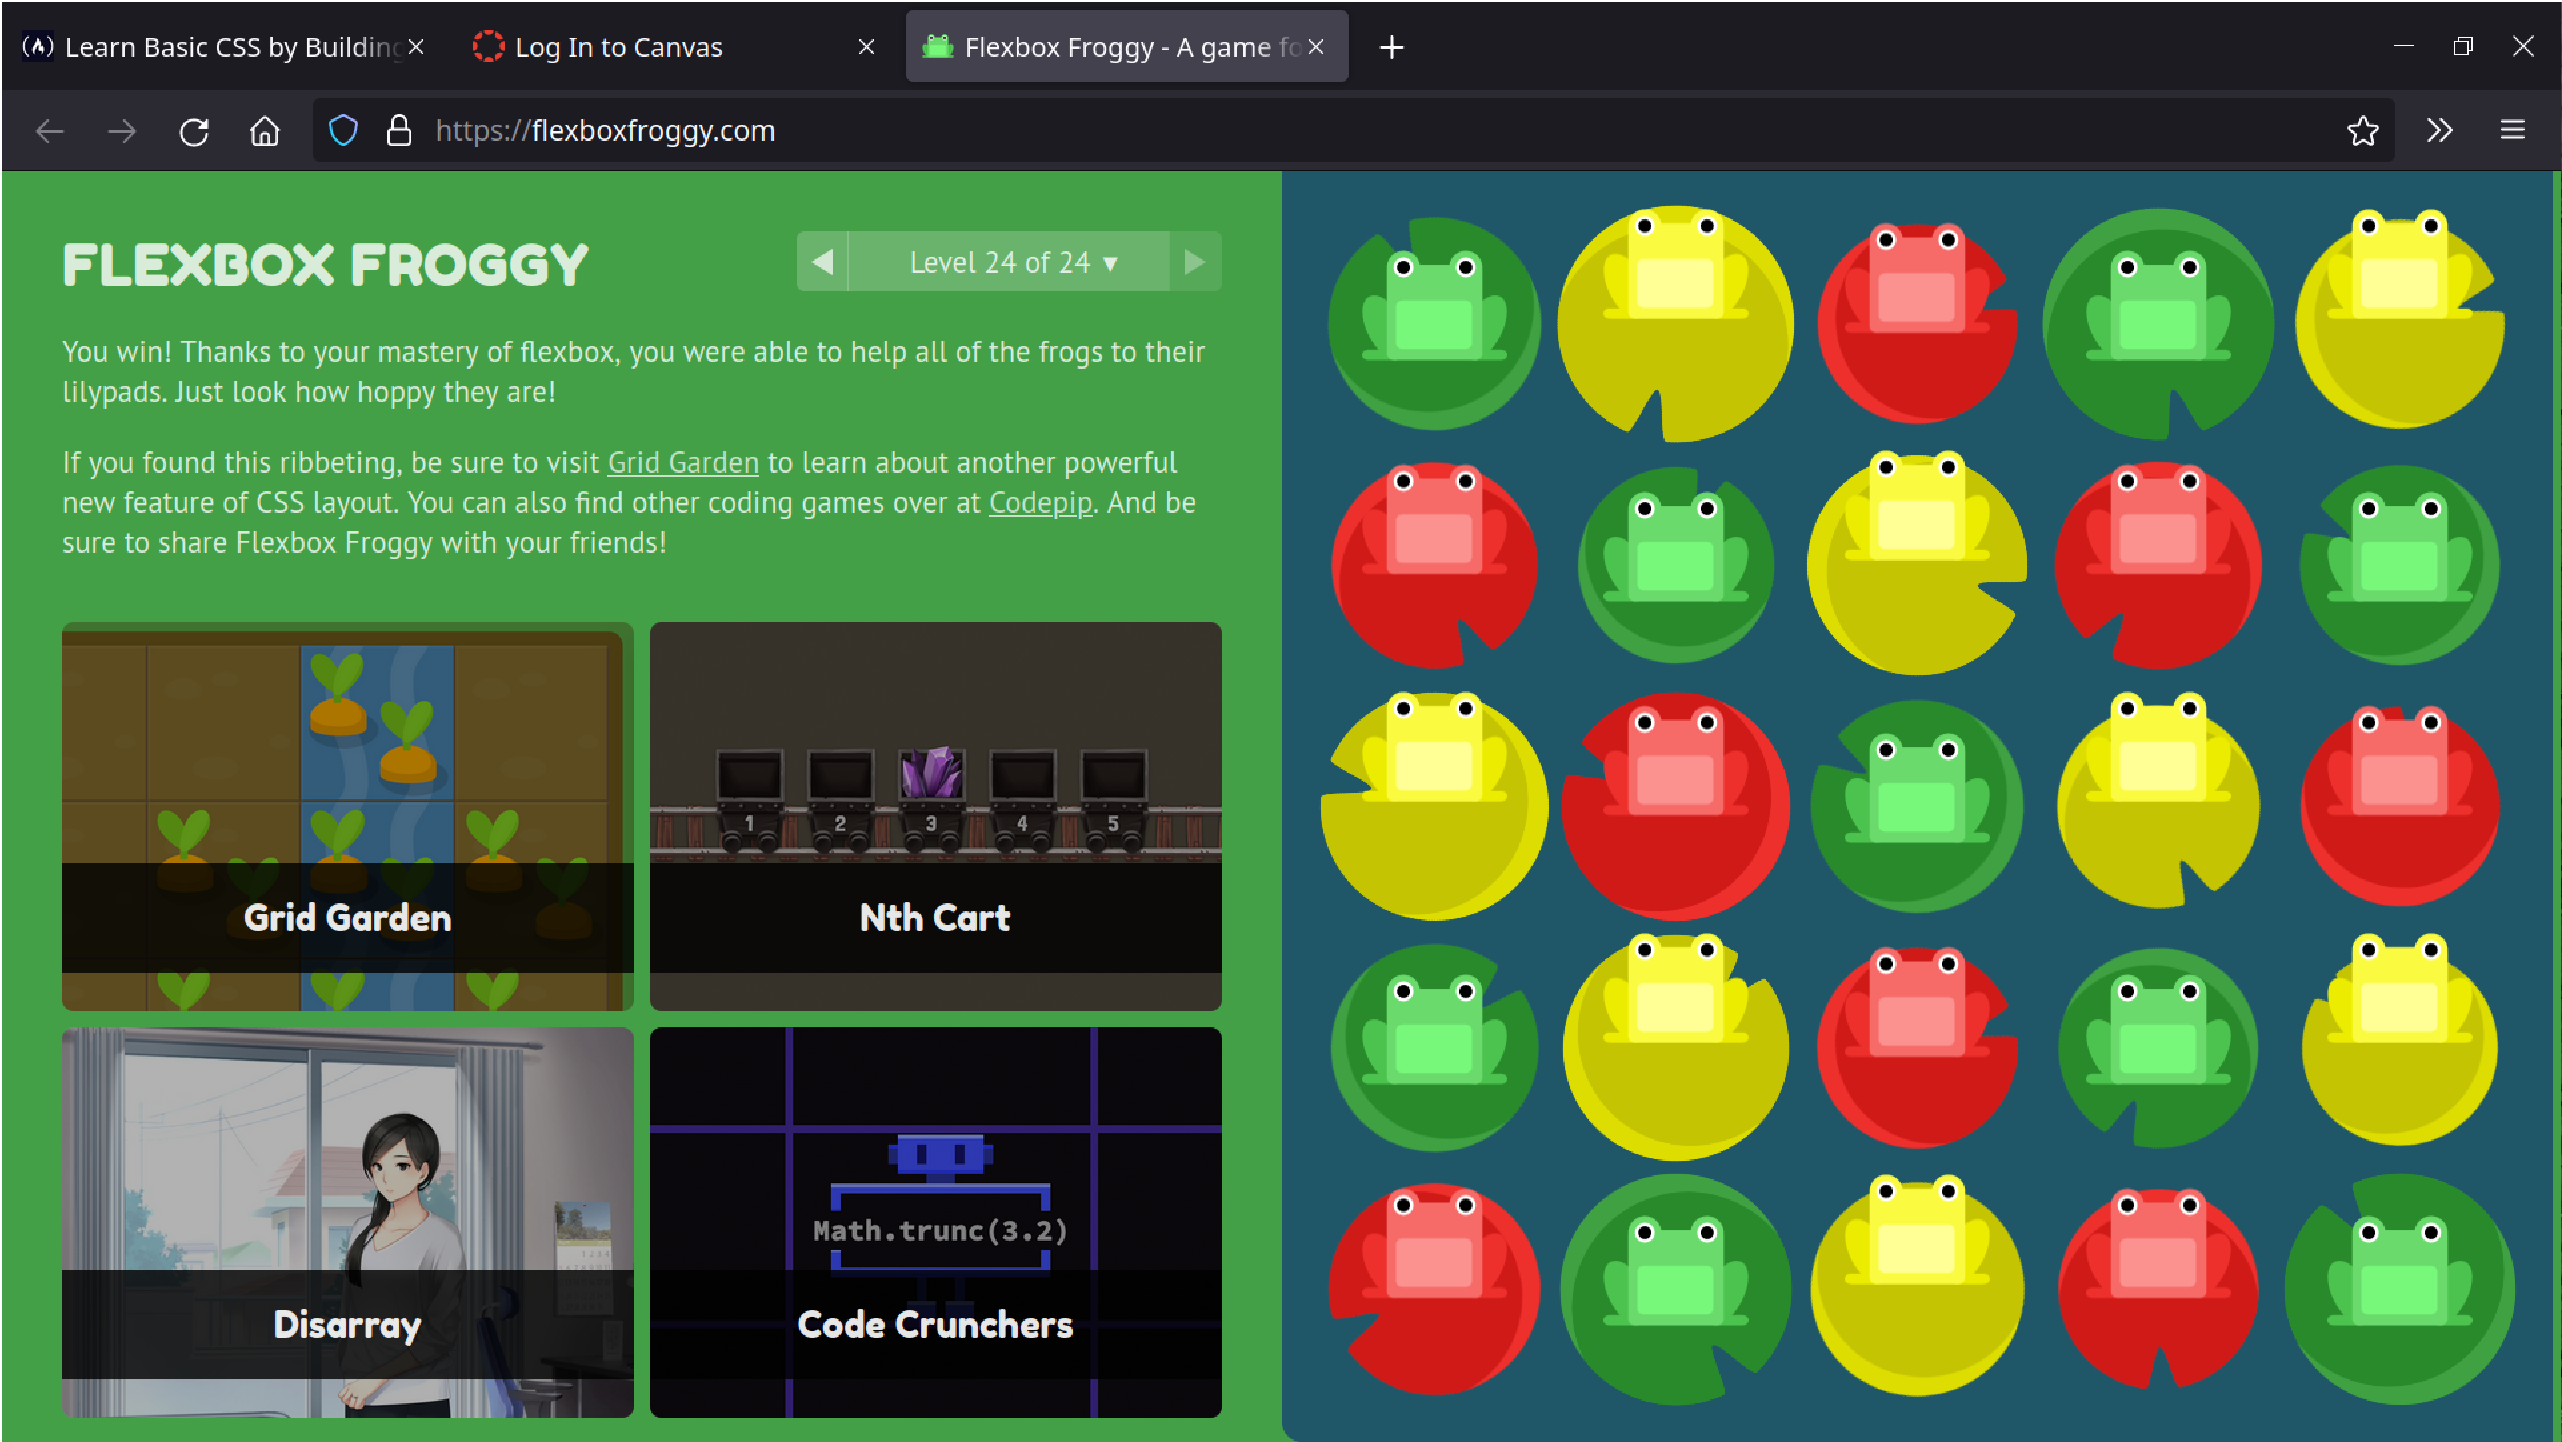 Learn Basic CSS by Building
Log In to Canvas
Flexbox Froggy - A game fo
https://flexboxfroggy.com
FLEXBOX FROGGY
Level 24 of 24 ▼
You win! Thanks to your mastery of flexbox, you were able to help all of the frogs to their
lilypads. Just look how hoppy they are!
If you found this ribbeting, be sure to visit Grid Garden to learn about another powerful
new feature of CSS layout. You can also find other coding games over at Codepip. And be
sure to share Flexbox Froggy with your friends!
1 2 3 4 5
Grid Garden
Nth Cart
Math.trunc(3.2)
Disarray
Code Crunchers